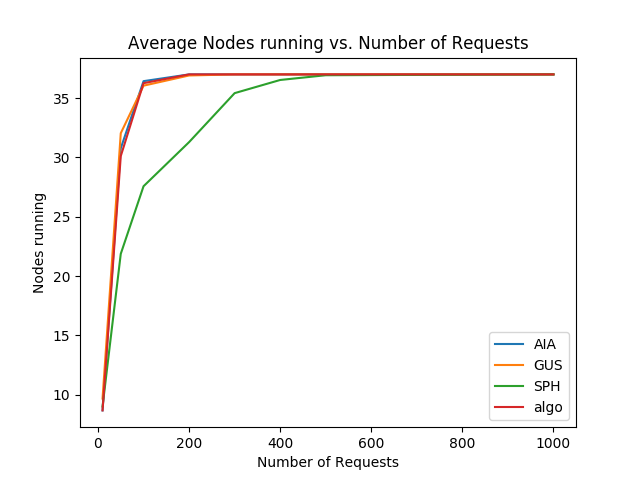 Average Nodes running vs. Number of Requests
Nodes running
35
30
25
20
15
10
0 200 400 600 800 1000
Number of Requests
AIA
GUS
SPH
algo